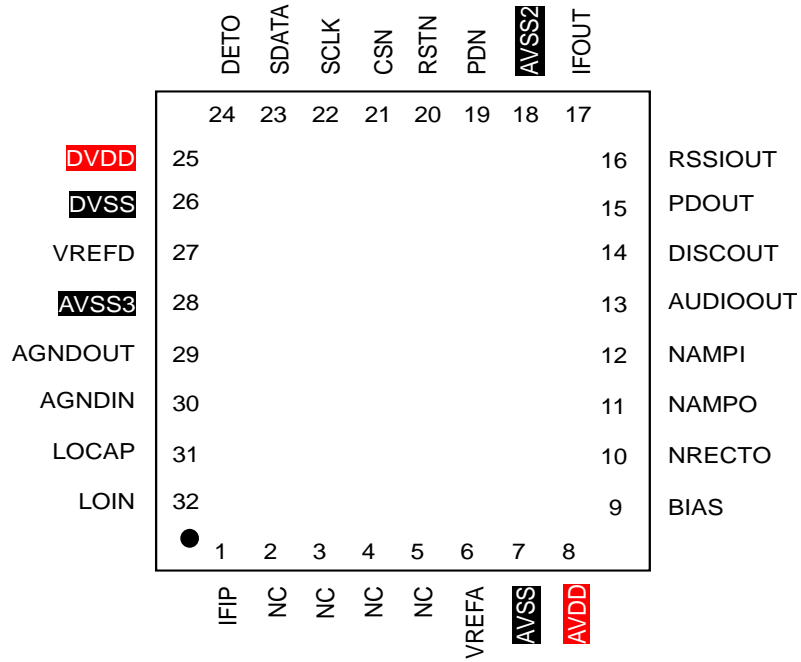 DETO SDATA SCLK CSN RSTN PDN AVSS2 IFOUT
24 23 22 21 20 19 18 17
DVDD 25 16 RSSIOUT
DVSS 26 15 PDOUT
VREFD 27 14 DISCOUT
AVSS3 28 13 AUDIOOUT
AGNDOUT 29 12 NAMPI
AGNDIN 30 11 NAMPO
LOCAP 31 10 NRECTO
LOIN 32 9 BIAS
1 2 3 4 5 6 7 8
IFIP NC NC NC NC VREFA AVSS AVDD